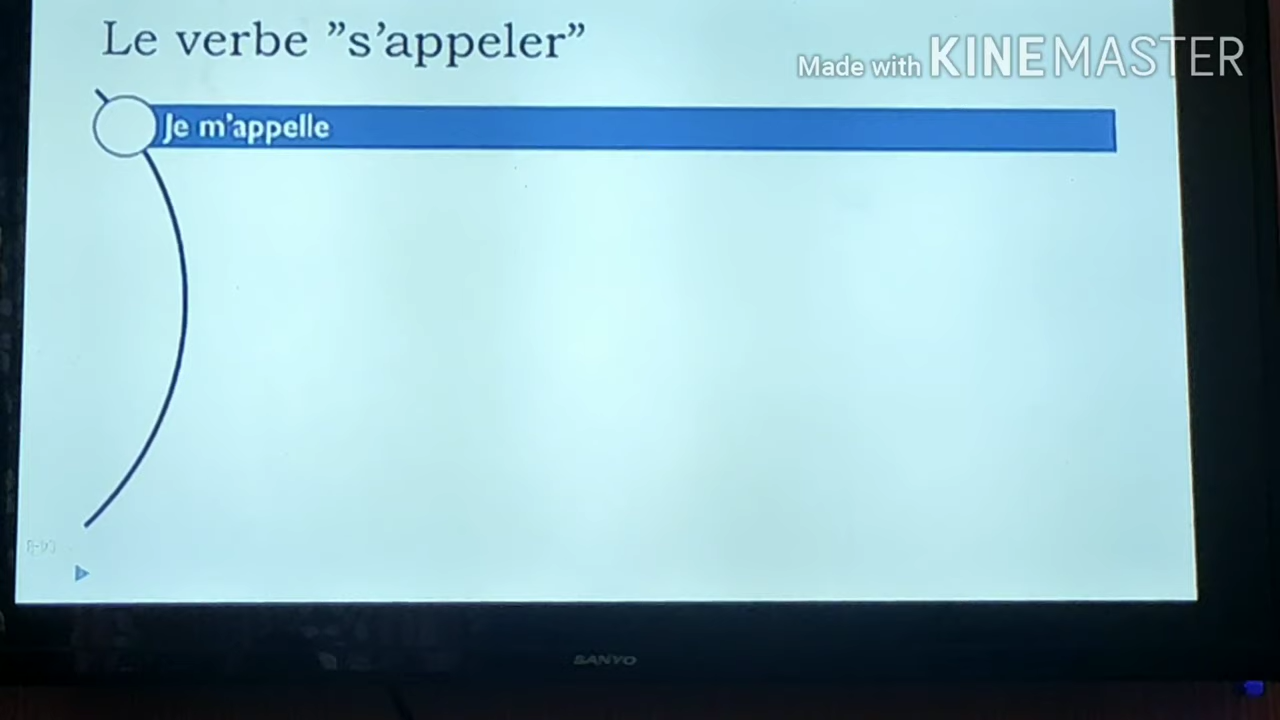 Le verbe ”s’appeler”
Made with KINEMASTER
Je m’appelle
SANYO